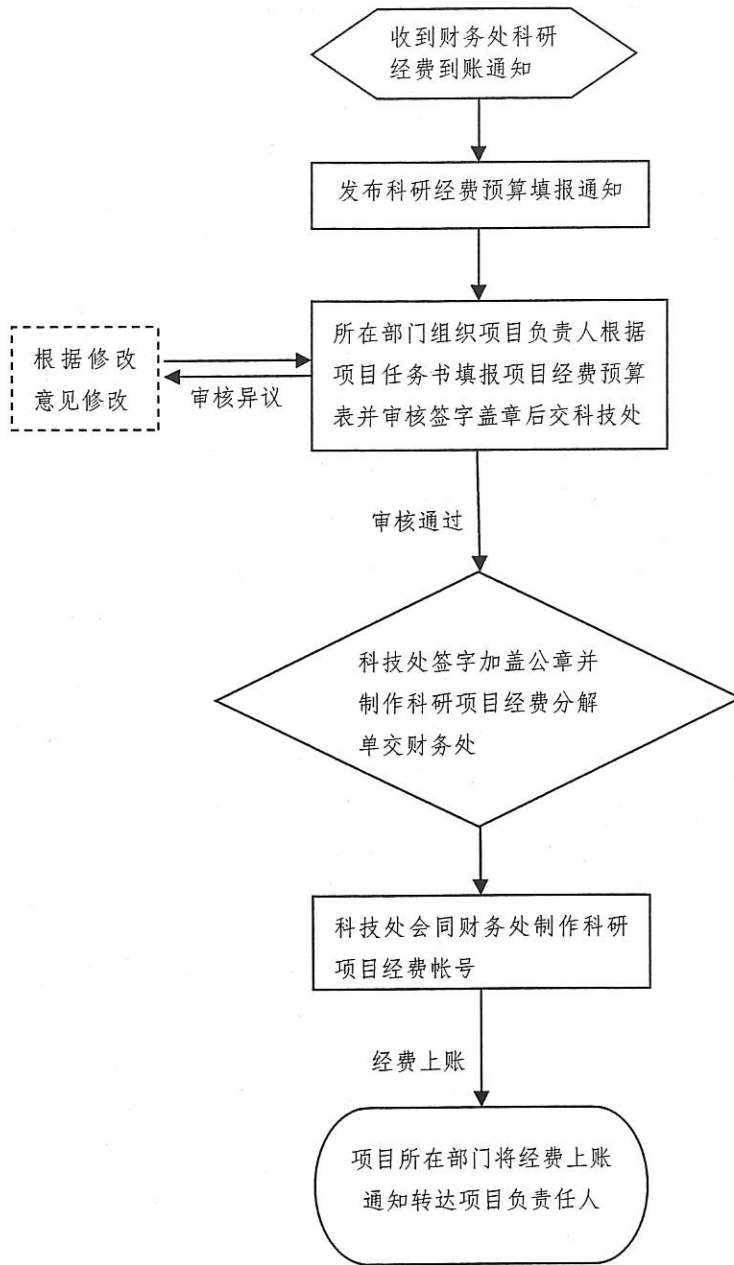 收到财务处科研
经费到账通知
发布科研经费预算填报通知
所在部门组织项目负责人根据
项目任务书填报项目经费预算
表并审核签字盖章后交科技处
根据修改
意见修改
审核异议
审核通过
科技处签字加盖公章并
制作科研项目经费分解
单交财务处
科技处会同财务处制作科研
项目经费帐号
经费上账
项目所在部门将经费上账
通知转达项目负责任人